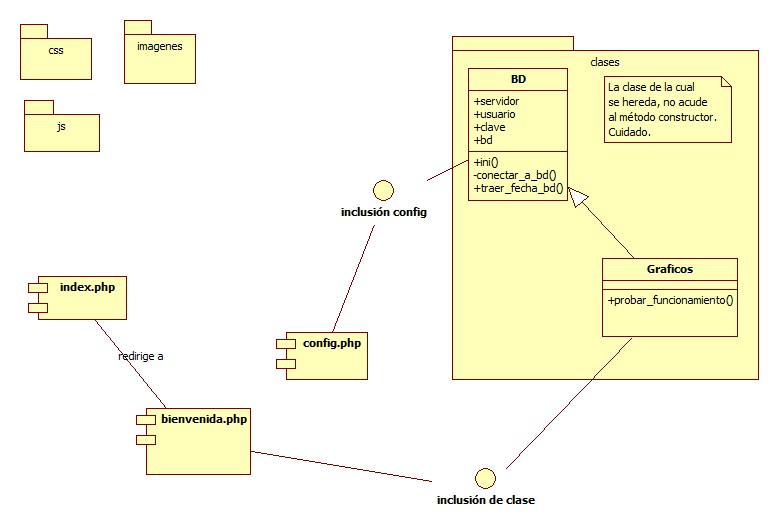 css
imagenes
js
clases
BD
+servidor
+usuario
+clave
+bd
+ini()
-conectar_a_bd()
+traer_fecha_bd()
La clase de la cual
se hereda, no acude
al método constructor.
Cuidado.
inclusión config
Graficos
+probar_funcionamiento()
index.php
redirige a
config.php
bienvenida.php
inclusión de clase